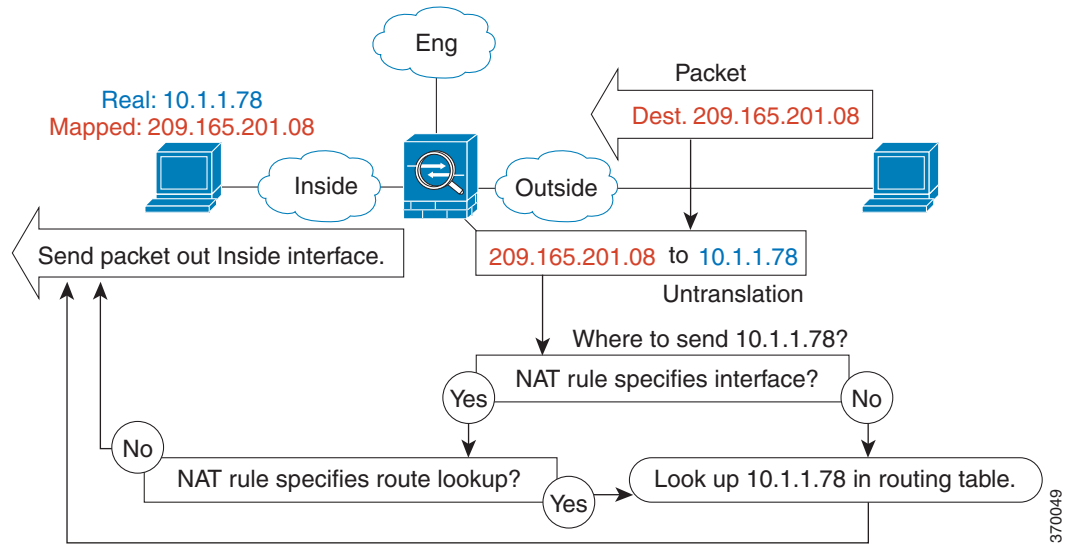 Eng
Packet
Real: 10.1.1.78
Mapped: 209.165.201.08
Dest. 209.165.201.08
Inside
Outside
Send packet out Inside interface.
209.165.201.08 to 10.1.1.78
Untranslation
Where to send 10.1.1.78?
NAT rule specifies interface?
Yes
No
No
NAT rule specifies route lookup?
Yes
Look up 10.1.1.78 in routing table.
370049